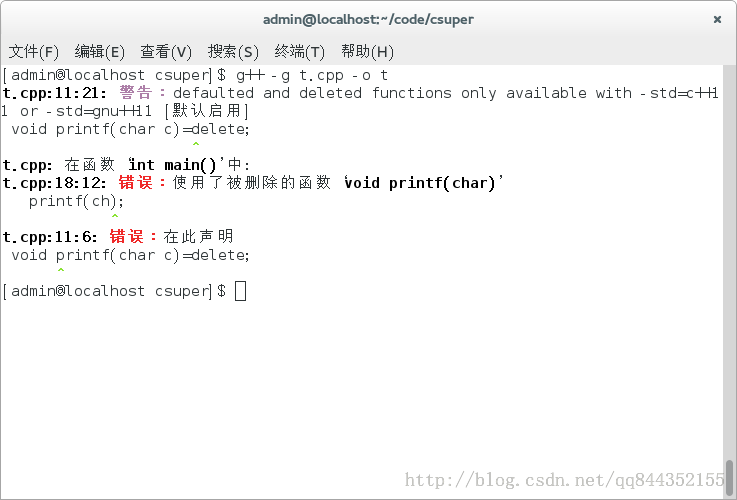 admin@localhost:~/code/csuper ×
文件(F) 编辑(E) 查看(V) 搜索(S) 终端(T) 帮助(H)
[admin@localhost csuper]$ g++ -g t.cpp -o t
t.cpp:11:21: 警告：defaulted and deleted functions only available with -std=c++11
11 or -std=gnu++11 [默认启用]
void printf(char c)=delete;
^
t.cpp: 在函数‘int main()’中:
t.cpp:18:12: 错误：使用了被删除的函数‘void printf(char)’
printf(ch);
^
t.cpp:11:6: 错误：在此声明
void printf(char c)=delete;
^
[admin@localhost csuper]$
http://blog.csdn.net/qq844352155